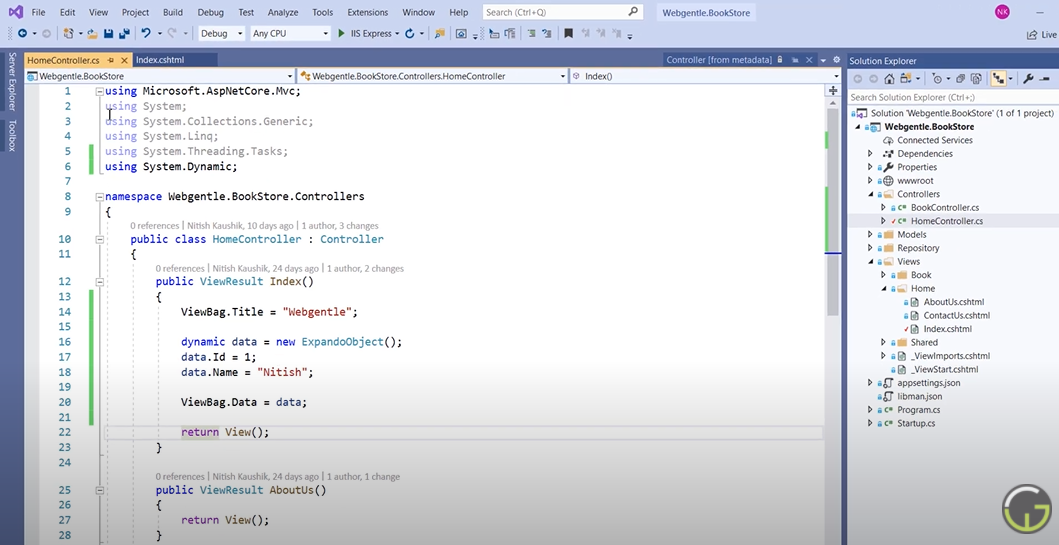 File Edit View Project Build Debug Test Analyze Tools Extensions Window Help Search (Ctrl+Q) Webgentle.BookStore NK
Debug Any CPU IIS Express Live
Server Explorer
Toolbox
HomeController.cs Index.cshtml Controller [from metadata]
Webgentle.BookStore Webgentle.BookStore.Controllers.HomeController Index()
1 using Microsoft.AspNetCore.Mvc;
2 using System;
3 using System.Collections.Generic;
4 using System.Linq;
5 using System.Threading.Tasks;
6 using System.Dynamic;
7
8 namespace Webgentle.BookStore.Controllers
9 {
0 references | Nitish Kaushik, 10 days ago | 1 author, 3 changes
10 public class HomeController : Controller
11 {
0 references | Nitish Kaushik, 24 days ago | 1 author, 2 changes
12 public ViewResult Index()
13 {
14 ViewBag.Title = "Webgentle";
15
16 dynamic data = new ExpandoObject();
17 data.Id = 1;
18 data.Name = "Nitish";
19
20 ViewBag.Data = data;
21
22 return View();
23 }
24
0 references | Nitish Kaushik, 24 days ago | 1 author, 1 change
25 public ViewResult AboutUs()
26 {
27 return View();
28 }
Solution Explorer
Search Solution Explorer (Ctrl+;)
Solution 'Webgentle.BookStore' (1 of 1 project)
Webgentle.BookStore
Connected Services
Dependencies
Properties
wwwroot
Controllers
BookController.cs
HomeController.cs
Models
Repository
Views
Book
Home
AboutUs.cshtml
ContactUs.cshtml
Index.cshtml
Shared
_ViewImports.cshtml
_ViewStart.cshtml
appsettings.json
libman.json
Program.cs
Startup.cs